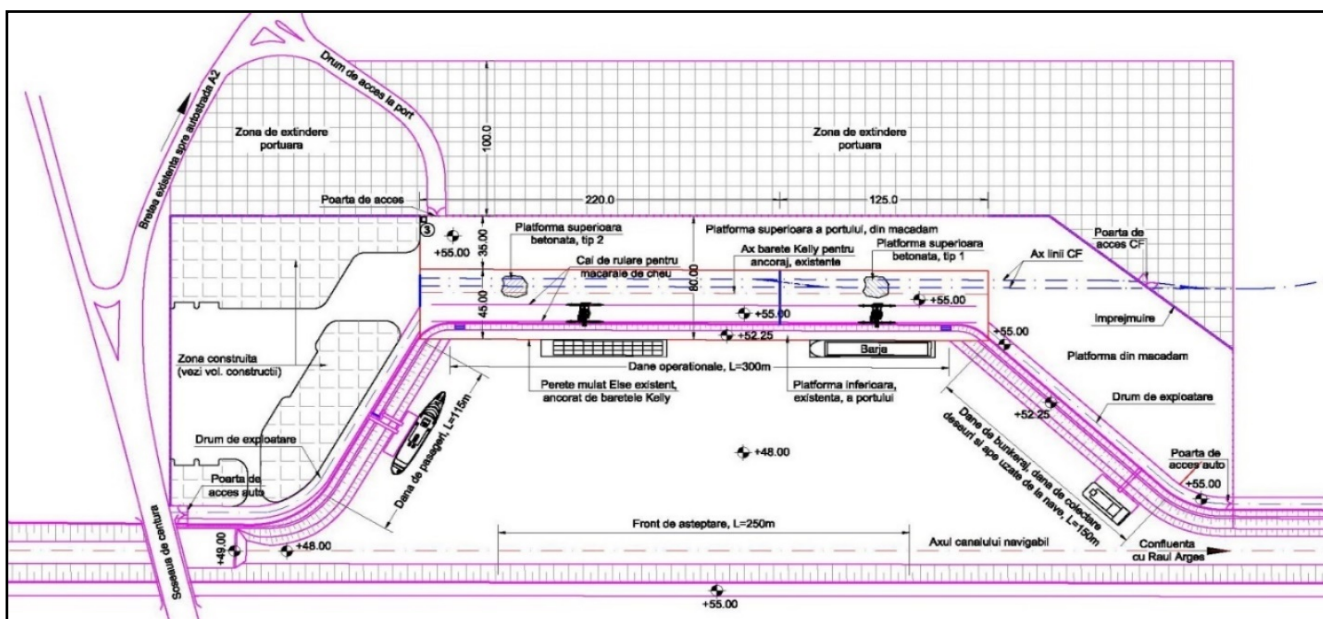 Drum de acces la port
Bretea existenta spre autostrada A2
Zona de extindere
portuara
100.0
Zona de extindere
portuara
Poarta de acces
220.0
125.0
3
+55.00
35.00
Platforma superioara
betonata, tip 2
Platforma superioara a portului, din macadam
Cai de rulare pentru
macarale de cheu
80.00
Ax barete Kelly pentru
ancoraj, existente
Platforma superioara
betonata, tip 1
Poarta de
acces CF
Ax linii CF
45.00
+55.00
+55.00
+52.25
+55.00
Imprejmuire
Zona construita
(vezi vol. constructii)
Barja
Platforma din macadam
Dane operationale, L=300m
Perete mulat Else existent,
ancorat de baretele Kelly
Platforma inferioara,
existenta, a portului
+52.25
Drum de exploatare
Drum de exploatare
Dana de pasageri, L=115m
Dane de bunkeraj, dana de colectare
deseuri si ape uzate de la nave, L=150m
+48.00
Poarta de
acces auto
Poarta de
acces auto
+55.00
Soseaua de centura
Front de asteptare, L=250m
Axul canalului navigabil
Confluenta
cu Raul Arges
+49.00
+48.00
+55.00